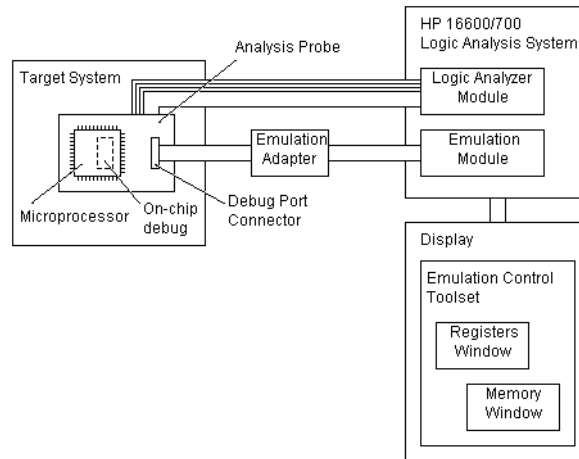 HP 16600/700
Logic Analysis System
Analysis Probe
Target System
Logic Analyzer
Module
Emulation
Adapter
Emulation
Module
Microprocessor
On-chip
debug
Debug Port
Connector
Display
Emulation Control
Toolset
Registers
Window
Memory
Window